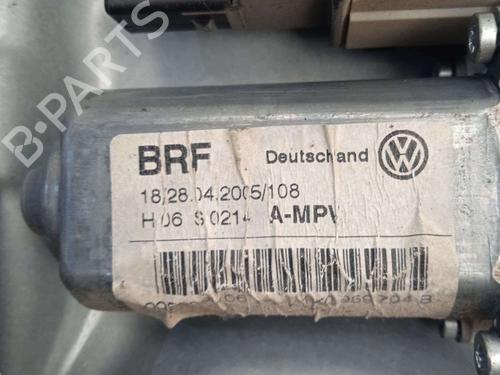 BRF Deutschand
18/28.04.2005/108
H 06 S 0214 A-MPV
B-PARTS